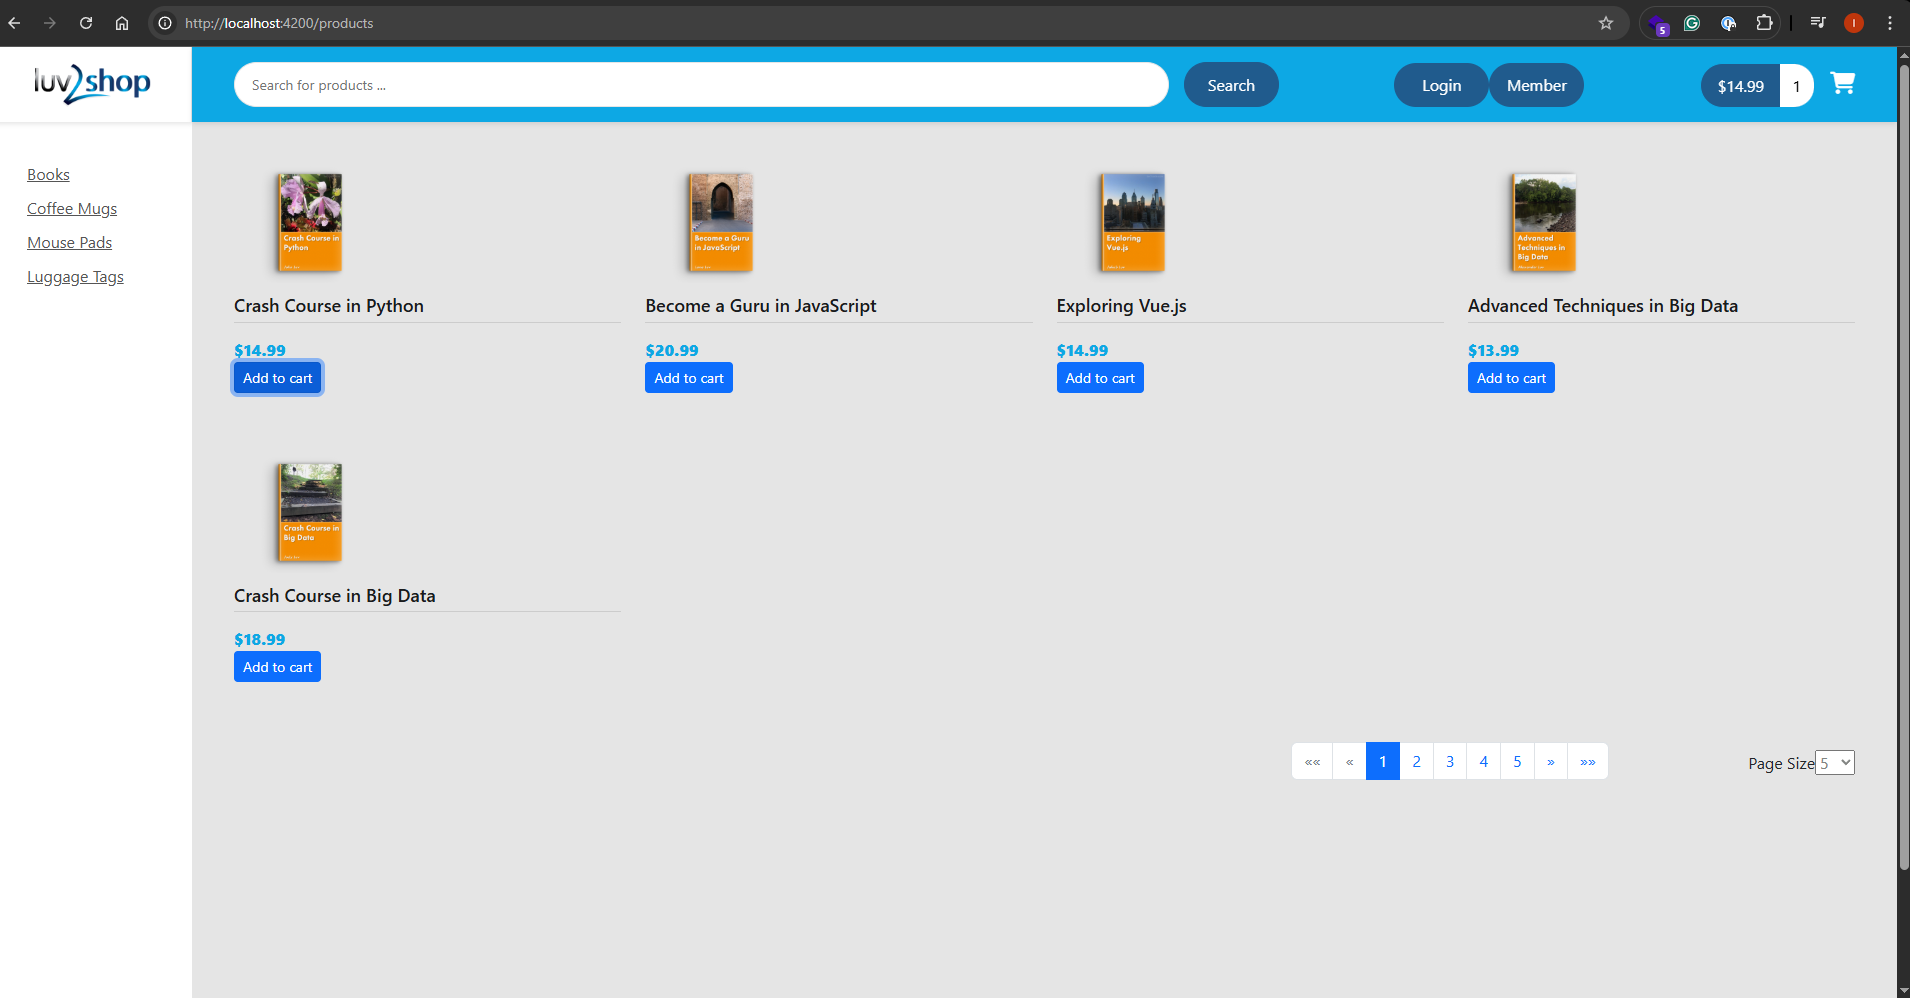 http://localhost:4200/products
5
I
luv2shop
Search for products ...
Search
Login
Member
$14.99
1
Books
Coffee Mugs
Mouse Pads
Luggage Tags
Crash Course in
Python
Become a Guru
in JavaScript
Exploring
Vue.js
Advanced
Techniques in
Big Data
Crash Course in Python
Become a Guru in JavaScript
Exploring Vue.js
Advanced Techniques in Big Data
$14.99
$20.99
$14.99
$13.99
Add to cart
Add to cart
Add to cart
Add to cart
Crash Course in
Big Data
Crash Course in Big Data
$18.99
Add to cart
«« « 1 2 3 4 5 » »»
Page Size 5